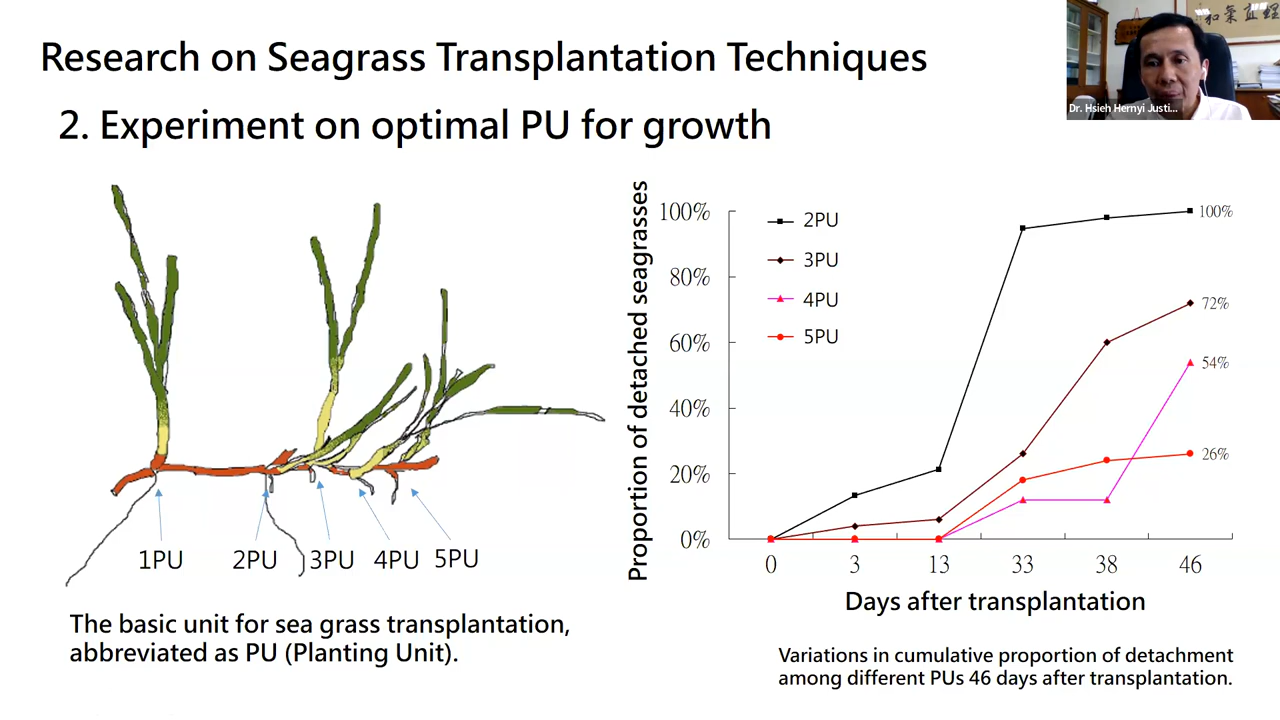 Research on Seagrass Transplantation Techniques
2. Experiment on optimal PU for growth
Dr. Hsieh Hernyi Justi...
1PU
2PU
3PU
4PU
5PU
The basic unit for sea grass transplantation,
abbreviated as PU (Planting Unit).
Proportion of detached seagrasses
100%
80%
60%
40%
20%
0%
2PU
3PU
4PU
5PU
100%
72%
54%
26%
0
3
13
33
38
46
Days after transplantation
Variations in cumulative proportion of detachment
among different PUs 46 days after transplantation.